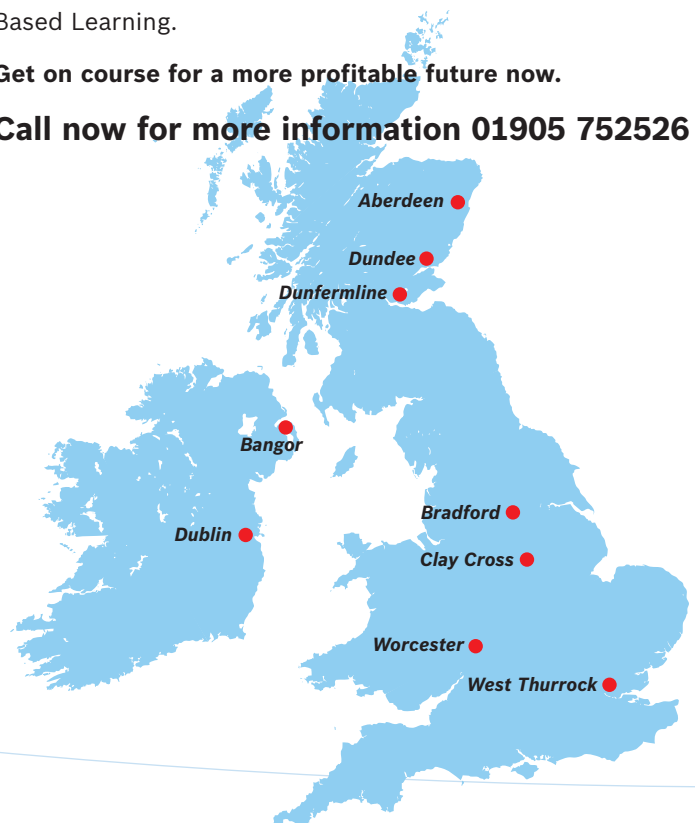 Based Learning.
Get on course for a more profitable future now.
Call now for more information 01905 752526
Aberdeen
Dundee
Dunfermline
Bangor
Bradford
Dublin
Clay Cross
Worcester
West Thurrock